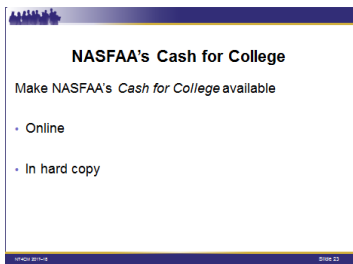 NASFAA's Cash for College
Make NASFAA's Cash for College available
• Online
• In hard copy
Slide 23